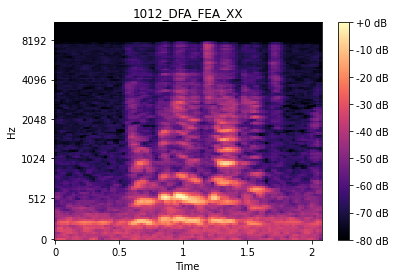 1012_DFA_FEA_XX
+0 dB
8192
-10 dB
4096
-20 dB
-30 dB
2048
Hz
-40 dB
1024
-50 dB
512
-60 dB
-70 dB
0
-80 dB
0
0.5
1
1.5
2
Time